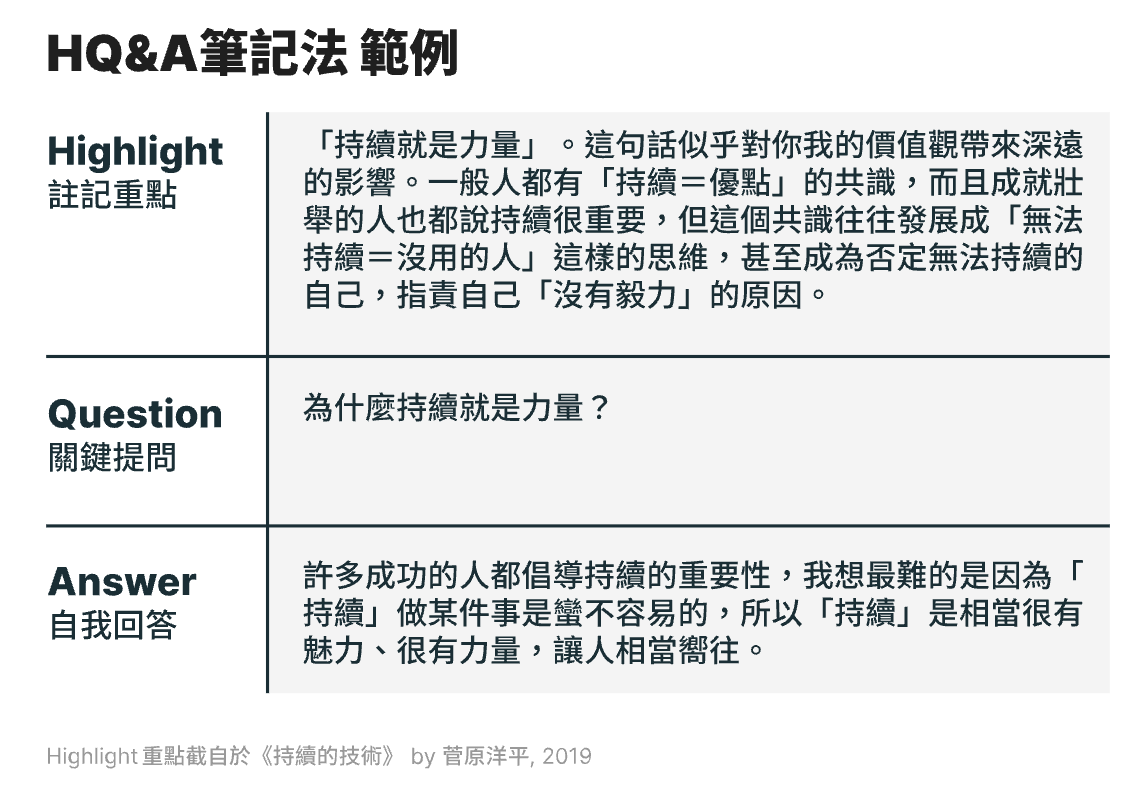 HQ&A筆記法 範例
Highlight
註記重點
「持續就是力量」。這句話似乎對你我的價值觀帶來深遠
的影響。一般人都有「持續＝優點」的共識，而且成就壯
舉的人也都說持續很重要，但這個共識往往發展成「無法
持續＝沒用的人」這樣的思維，甚至成為否定無法持續的
自己，指責自己「沒有毅力」的原因。
Question
關鍵提問
為什麼持續就是力量？
Answer
自我回答
許多成功的人都倡導持續的重要性，我想最難的是因為「
持續」做某件事是蠻不容易的，所以「持續」是相當很有
魅力、很有力量，讓人相當嚮往。
Highlight 重點截自於《持續的技術》 by 菅原洋平, 2019